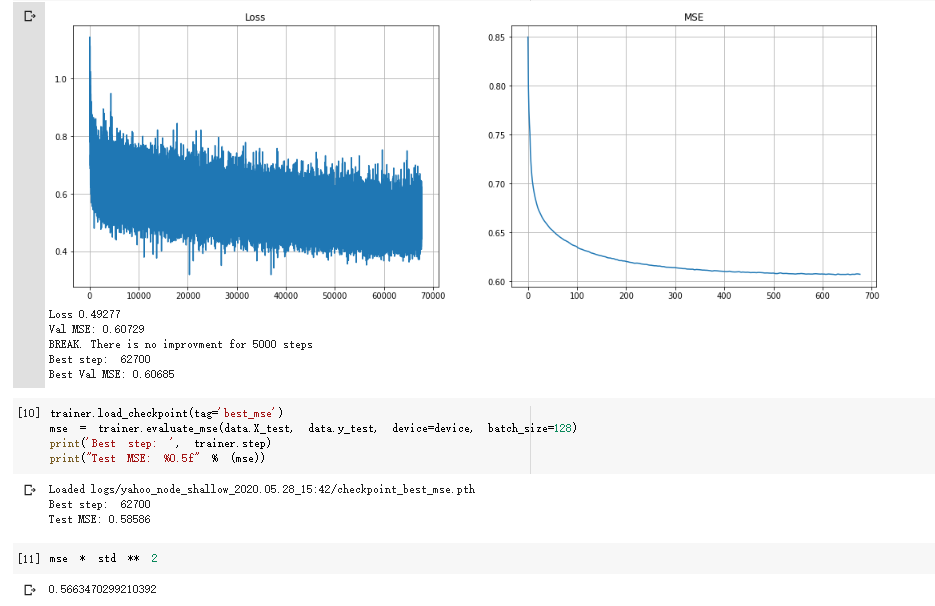 Loss
MSE
1.0
0.8
0.6
0.4
0
10000
20000
30000
40000
50000
60000
70000
0.85
0.80
0.75
0.70
0.65
0.60
0
100
200
300
400
500
600
700
Loss 0.49277
Val MSE: 0.60729
BREAK. There is no improvment for 5000 steps
Best step: 62700
Best Val MSE: 0.60685
[10] trainer.load_checkpoint(tag='best_mse')
mse = trainer.evaluate_mse(data.X_test, data.y_test, device=device, batch_size=128)
print('Best step: ', trainer.step)
print("Test MSE: %0.5f" % (mse))
Loaded logs/yahoo_node_shallow_2020.05.28_15:42/checkpoint_best_mse.pth
Best step: 62700
Test MSE: 0.58586
[11] mse * std ** 2
0.5663470299210392